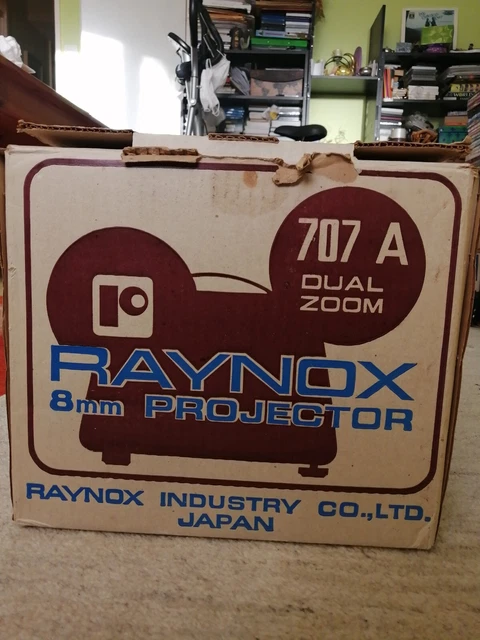 707 A
DUAL
ZOOM
RAYNOX
8mm PROJECTOR
RAYNOX INDUSTRY CO.,LTD.
JAPAN